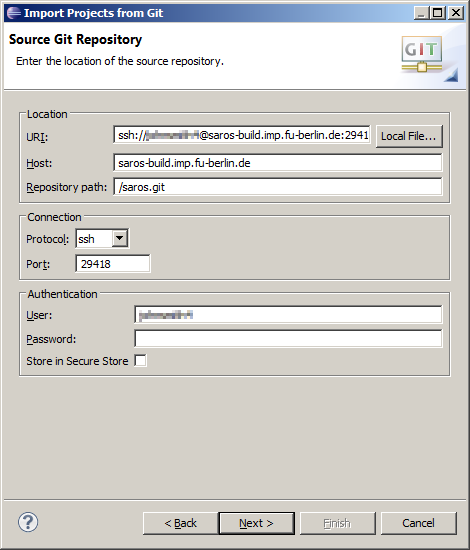 Import Projects from Git
Source Git Repository
Enter the location of the source repository.
GIT
Location
URI:
ssh://
@saros-build.imp.fu-berlin.de:2941
Local File...
Host:
saros-build.imp.fu-berlin.de
Repository path:
/saros.git
Connection
Protocol:
ssh
Port:
29418
Authentication
User:
Password:
Store in Secure Store
?
< Back
Next >
Finish
Cancel